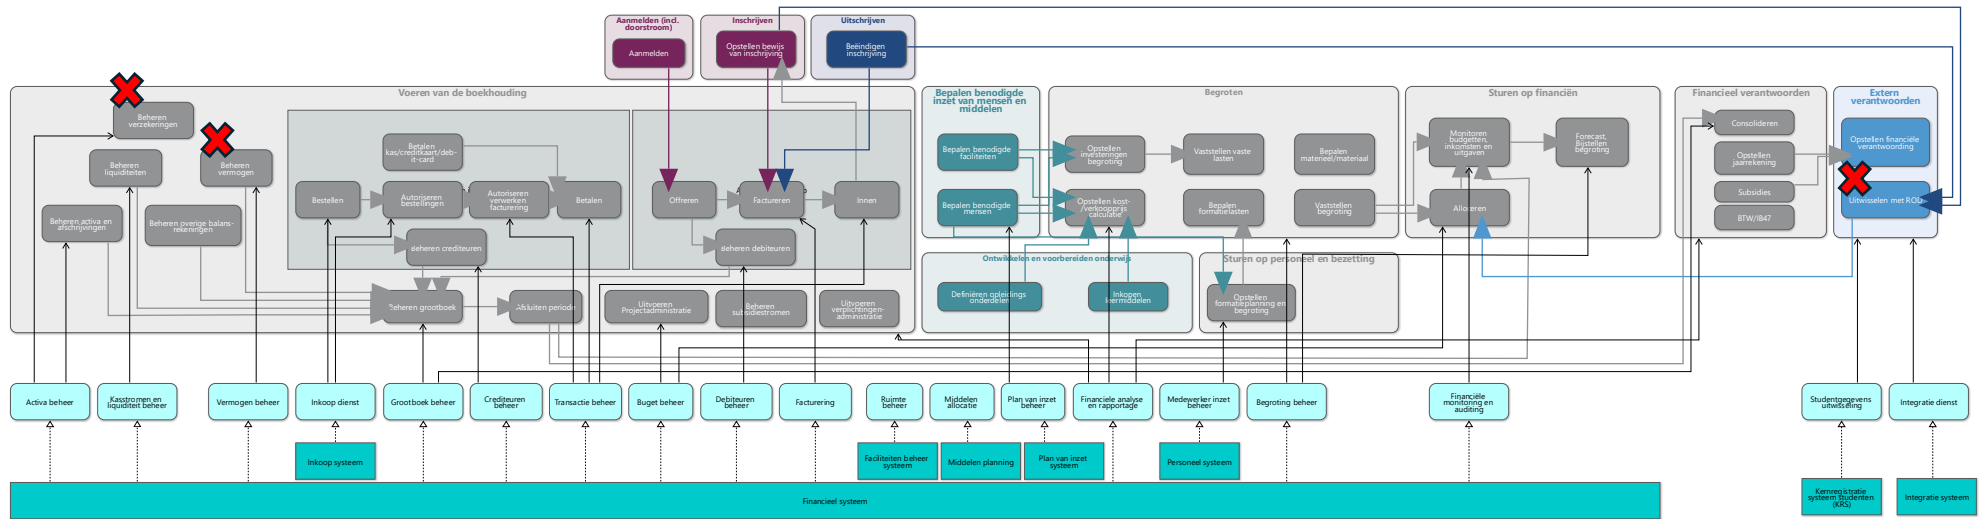 Aanmelden (incl.
doorstroom)
Aanmelden
Inschrijven
Opstellen bewijs
van inschrijving
Uitschrijven
Beëindigen
inschrijving
Voeren van de boekhouding
Beheren
verzekeringen
Beheren
liquiditeiten
Beheren
vermogen
Beheren activa en
afschrijvingen
Beheren overige balans-
rekeningen
Betalen
kas/creditkaart/deb-
it-card
Bestellen
Autoriseren
bestellingen
Autoriseren
verwerken
facturering
Betalen
Beheren crediteuren
Offreren
Factureren
Innen
Beheren debiteuren
Beheren grootboek
Afsluiten periode
Uitvoeren
Projectadministratie
Beheren
subsidiestromen
Uitvoeren
verplichtingen-
administratie
Bepalen benodigde
inzet van mensen en
middelen
Bepalen benodigde
faciliteiten
Bepalen benodigde
mensen
Begroten
Opstellen
investeringen
begroting
Vaststellen vaste
lasten
Bepalen
materieel/materiaal
Opstellen kost-
/verkoopprijs
calculatie
Bepalen
formatielasten
Vaststellen
begroting
Sturen op financiën
Monitoren
budgetten,
inkomsten en
uitgaven
Forecast,
Bijstellen
begroting
Alloceren
Financieel verantwoorden
Consolideren
Opstellen
jaarrekening
Subsidies
BTW/IB47
Extern
verantwoorden
Opstellen financiële
verantwoording
Uitwisselen met ROD
Ontwikkelen en voorbereiden onderwijs
Definiëren opleidings
onderdelen
Inkopen
leermiddelen
Sturen op personeel en bezetting
Opstellen
formatieplanning en
begroting
Activa beheer
Kasstromen en
liquiditeit beheer
Vermogen beheer
Inkoop dienst
Grootboek beheer
Crediteuren
beheer
Transactie beheer
Buget beheer
Debiteuren
beheer
Facturering
Ruimte
beheer
Middelen
allocatie
Plan van inzet
beheer
Financiele analyse
en rapportage
Medewerker inzet
beheer
Begroting beheer
Financiële
monitoring en
auditing
Studentgegevens
uitwisseling
Integratie dienst
Inkoop systeem
Faciliteiten beheer
systeem
Middelen planning
Plan van inzet
systeem
Personeel systeem
Financieel systeem
Kernregistratie
systeem studenten
(KRS)
Integratie systeem